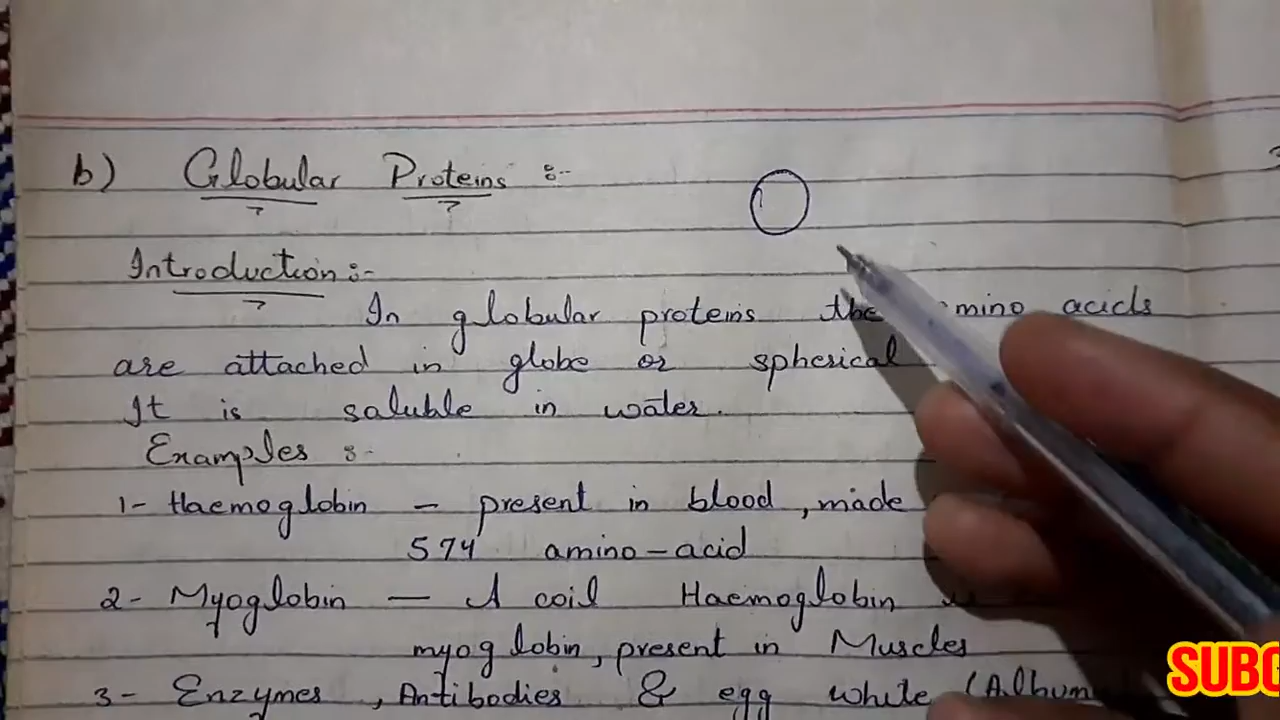 b) Globular Proteins :-
Introduction :-
In globular proteins the amino acids
are attached in globe or spherical
It is saluble in water.
Examples :-
1- Haemoglobin - present in blood, made
574 amino-acid
2- Myoglobin — A coil Haemoglobin
myoglobin, present in Muscles
3- Enzymes, Antibodies & egg white (Album
SUBC